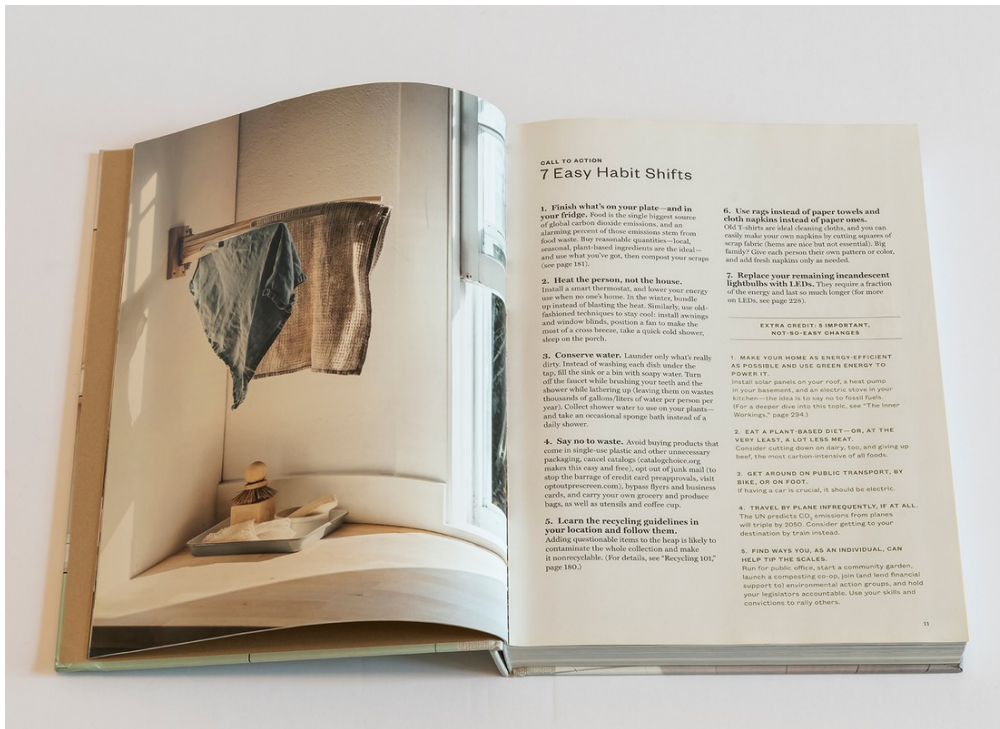 CALL TO ACTION
7 Easy Habit Shifts
1. Finish what's on your plate—and in
your fridge. Food is the single biggest source
of global carbon dioxide emissions, and an
alarming percent of those emissions stem from
food waste. Buy reasonable quantities—local,
seasonal, plant-based ingredients are the ideal—
and use what you've got, then compost your scraps
(see page 181).
2. Heat the person, not the house.
Install a smart thermostat, and lower your energy
use when no one's home. In the winter, bundle
up instead of blasting the heat. Similarly, use old-
fashioned techniques to stay cool: install awnings
and window blinds, position a fan to make the
most of a cross breeze, take a quick cold shower,
sleep on the porch.
3. Conserve water. Launder only what's really
dirty. Instead of washing each dish under the
tap, fill the sink or a bin with soapy water. Turn
off the faucet while brushing your teeth and the
shower while lathering up (leaving them on wastes
thousands of gallons/liters of water per person per
year). Collect shower water to use on your plants—
and take an occasional sponge bath instead of a
daily shower.
4. Say no to waste. Avoid buying products that
come in single-use plastic and other unnecessary
packaging, cancel catalogs (catalogchoice.org
makes this easy and free), opt out of junk mail (to
stop the barrage of credit card preapprovals, visit
optoutprescreen.com), bypass flyers and business
cards, and carry your own grocery and produce
bags, as well as utensils and coffee cup.
5. Learn the recycling guidelines in
your location and follow them.
Adding questionable items to the heap is likely to
contaminate the whole collection and make
it nonrecyclable. (For details, see "Recycling 101,"
page 180.)
6. Use rags instead of paper towels and
cloth napkins instead of paper ones.
Old T-shirts are ideal cleaning cloths, and you can
easily make your own napkins by cutting squares of
scrap fabric (hems are nice but not essential). Big
family? Give each person their own pattern or color,
and add fresh napkins only as needed.
7. Replace your remaining incandescent
lightbulbs with LEDs. They require a fraction
of the energy and last so much longer (for more
on LEDs, see page 228).
EXTRA CREDIT: 5 IMPORTANT,
NOT-SO-EASY CHANGES
1. MAKE YOUR HOME AS ENERGY-EFFICIENT
AS POSSIBLE AND USE GREEN ENERGY TO
POWER IT.
Install solar panels on your roof, a heat pump
in your basement, and an electric stove in your
kitchen—the idea is to say no to fossil fuels.
(For a deeper dive into this topic, see "The Inner
Workings," page 294.)
2. EAT A PLANT-BASED DIET—OR, AT THE
VERY LEAST, A LOT LESS MEAT.
Consider cutting down on dairy, too, and giving up
beef, the most carbon-intensive of all foods.
3. GET AROUND ON PUBLIC TRANSPORT, BY
BIKE, OR ON FOOT.
If having a car is crucial, it should be electric.
4. TRAVEL BY PLANE INFREQUENTLY, IF AT ALL.
The UN predicts CO₂ emissions from planes
will triple by 2050. Consider getting to your
destination by train instead.
5. FIND WAYS YOU, AS AN INDIVIDUAL, CAN
HELP TIP THE SCALES.
Run for public office, start a community garden,
launch a composting co-op, join (and lend financial
support to) environmental action groups, and hold
your legislators accountable. Use your skills and
convictions to rally others.
11